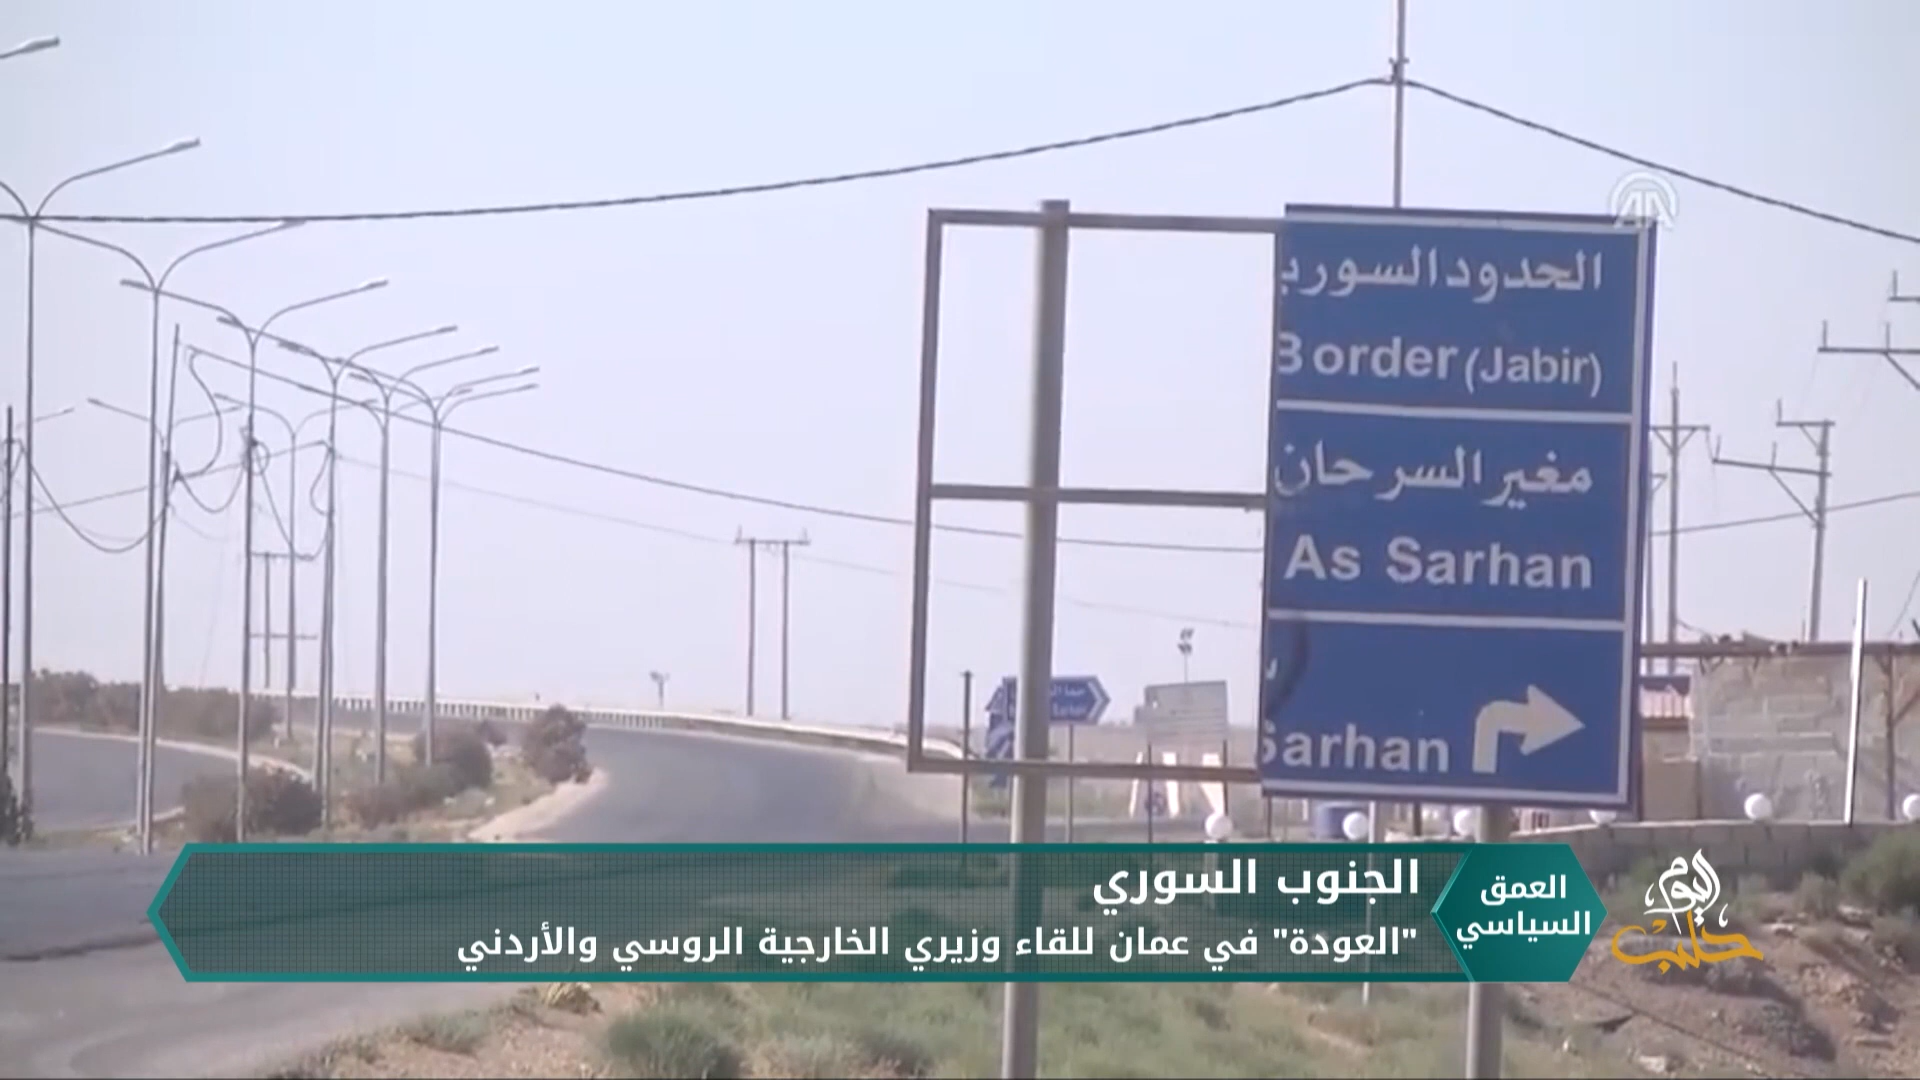 AA
الحدود السوري
Border (Jabir)
مغير السرحان
As Sarhan
Sarhan
الجنوب السوري
"العودة" في عمان للقاء وزيري الخارجية الروسي والأردني
العمق
السياسي
حلب
اليوم